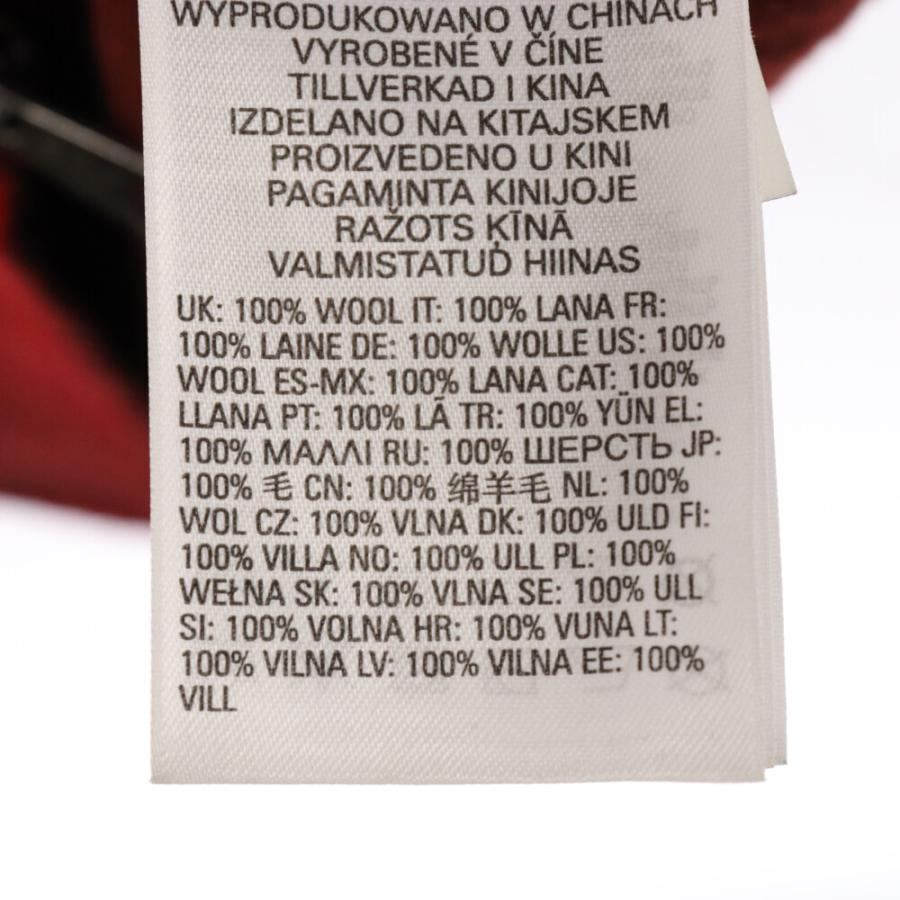 WYPRODUKOWANO W CHINACH
VYROBENÉ V ČÍNE
TILLVERKAD I KINA
IZDELANO NA KITAJSKEM
PROIZVEDENO U KINI
PAGAMINTA KINIJOJE
RAŽOTS ĶĪNĀ
VALMISTATUD HIINAS
UK: 100% WOOL IT: 100% LANA FR:
100% LAINE DE: 100% WOLLE US: 100%
WOOL ES-MX: 100% LANA CAT: 100%
LLANA PT: 100% LÃ TR: 100% YÜN EL:
100% ΜΑΛΛΙ RU: 100% ШЕРСТЬ JP:
100% 毛 CN: 100% 绵羊毛 NL: 100%
WOL CZ: 100% VLNA DK: 100% ULD FI:
100% VILLA NO: 100% ULL PL: 100%
WEŁNA SK: 100% VLNA SE: 100% ULL
SI: 100% VOLNA HR: 100% VUNA LT:
100% VILNA LV: 100% VILNA EE: 100%
VILL